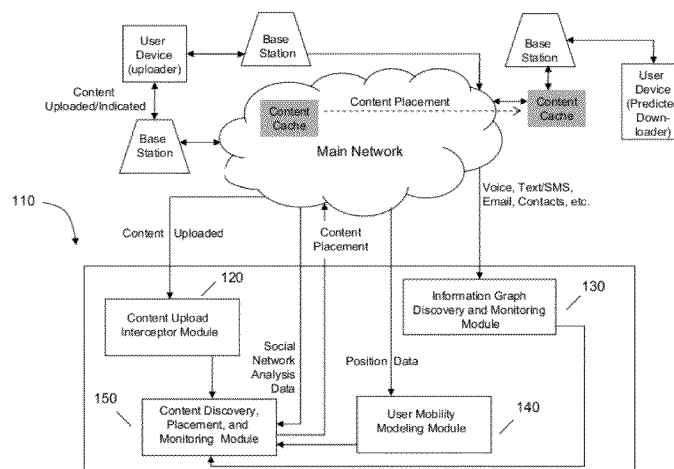 User
Device
(uploader)
Base
Station
Base
Station
User
Device
(Predicted
Down-
loader)
Content
Uploaded/Indicated
Base
Station
Content
Cache
Content Placement
Content
Cache
Main Network
110
Content
Uploaded
Content
Placement
Voice, Text/SMS,
Email, Contacts, etc.
120
Content Upload
Interceptor Module
Information Graph
Discovery and Monitoring
Module
130
Social
Network
Analysis
Data
Position
Data
150
Content Discovery,
Placement, and
Monitoring Module
User Mobility
Modeling Module
140